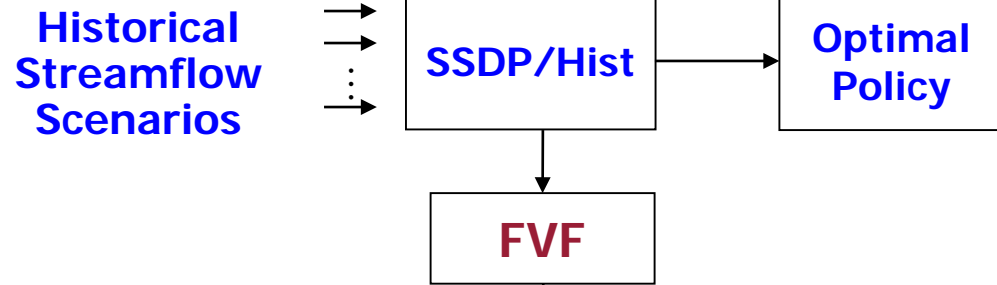 Historical
Streamflow
Scenarios
SSDP/Hist
Optimal
Policy
FVF